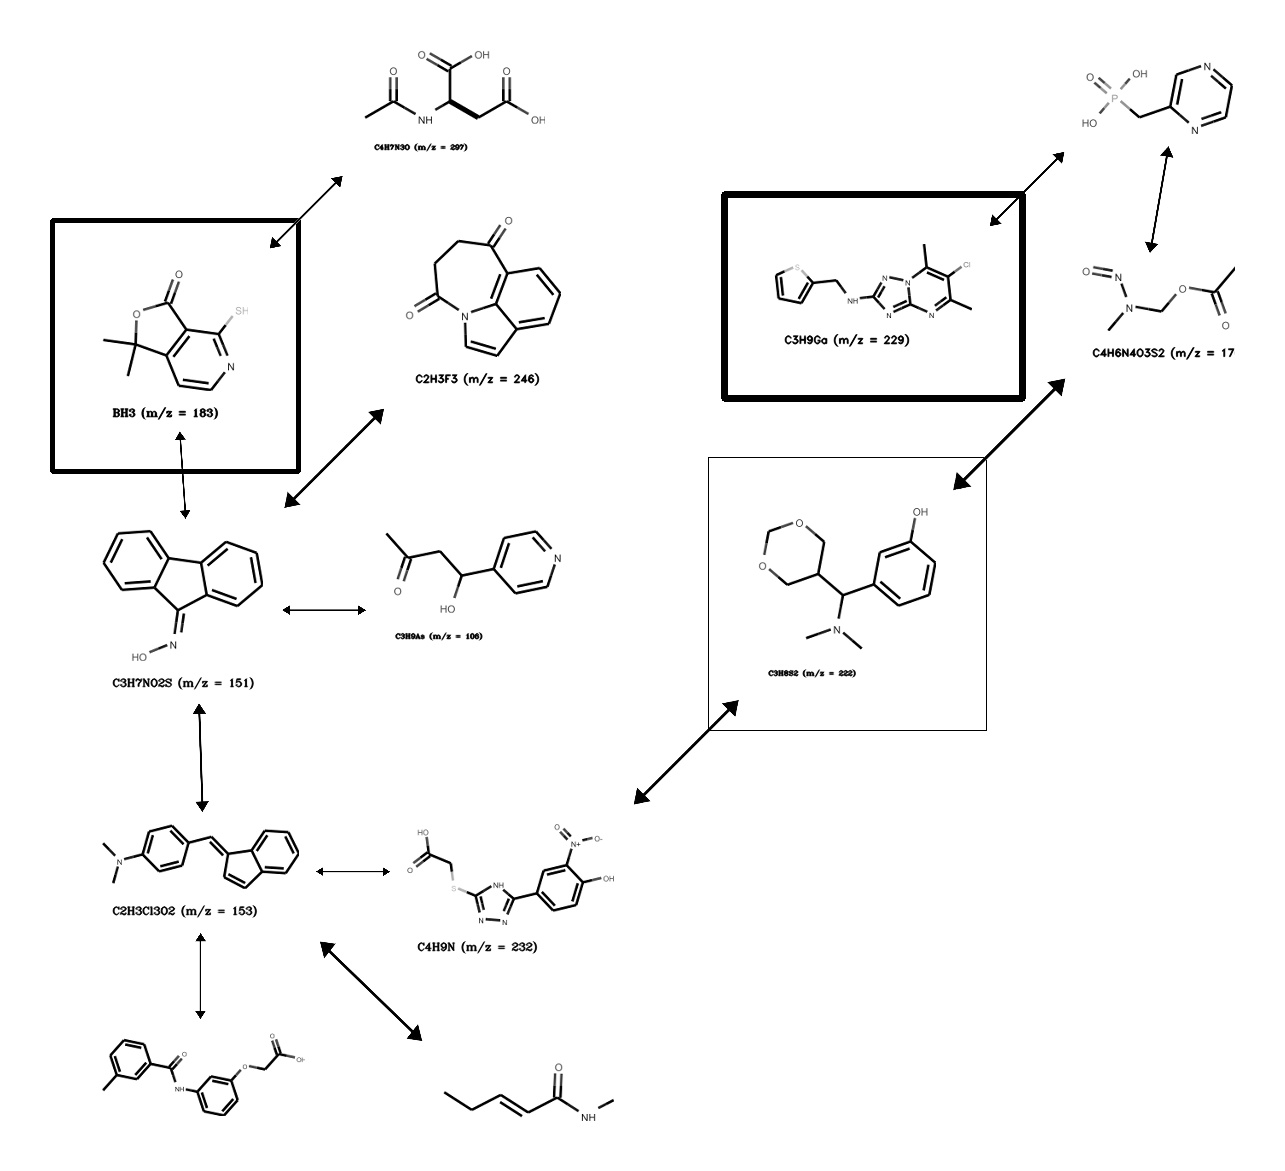 C4H7N3O (m/z = 297)
BH3 (m/z = 183)
C2H3F3 (m/z = 246)
C3H9Ga (m/z = 229)
C4H6N4O3S2 (m/z = 17
C3H7NO2S (m/z = 151)
C3H9As (m/z = 106)
C3H8S2 (m/z = 222)
C2H3Cl3O2 (m/z = 153)
C4H9N (m/z = 232)